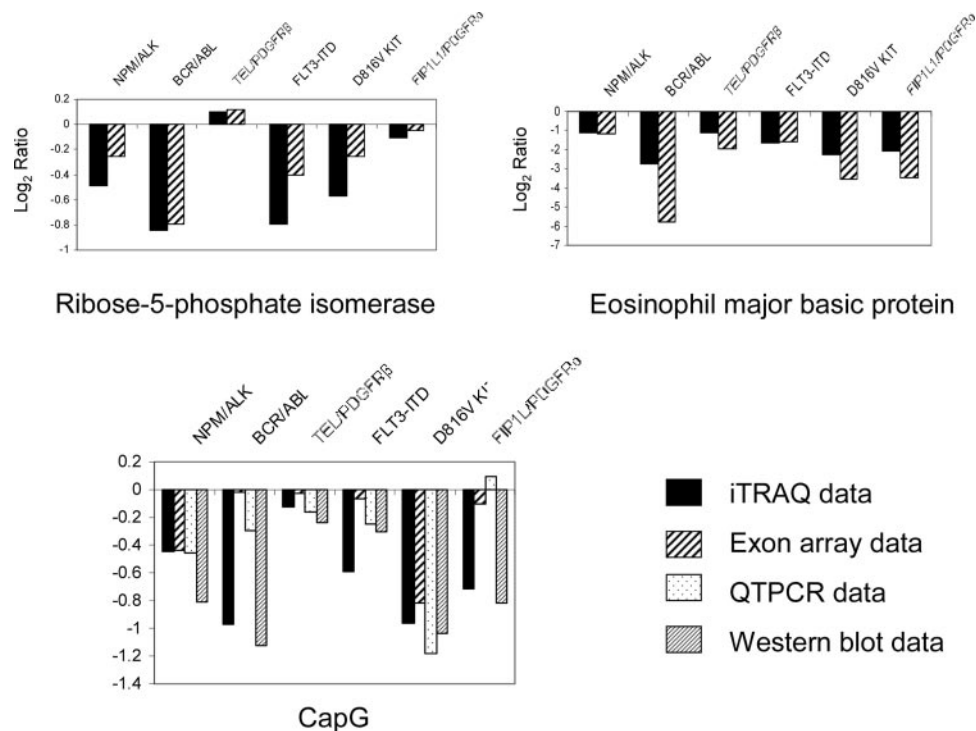 NPM/ALK
BCR/ABL
TEL/PDGFRβ
FLT3-ITD
D816V KIT
FIP1L1/PDGFRα
0.2
0
-0.2
-0.4
-0.6
-0.8
-1
Log2 Ratio
Ribose-5-phosphate isomerase
NPM/ALK
BCR/ABL
TEL/PDGFRβ
FLT3-ITD
D816V KIT
FIP1L1/PDGFRα
0
-1
-2
-3
-4
-5
-6
-7
Log2 Ratio
Eosinophil major basic protein
NPM/ALK
BCR/ABL
TEL/PDGFRβ
FLT3-ITD
D816V
FIP1L/PDGFRα
0.2
0
-0.2
-0.4
-0.6
-0.8
-1
-1.2
-1.4
CapG
iTRAQ data
Exon array data
QTPCR data
Western blot data